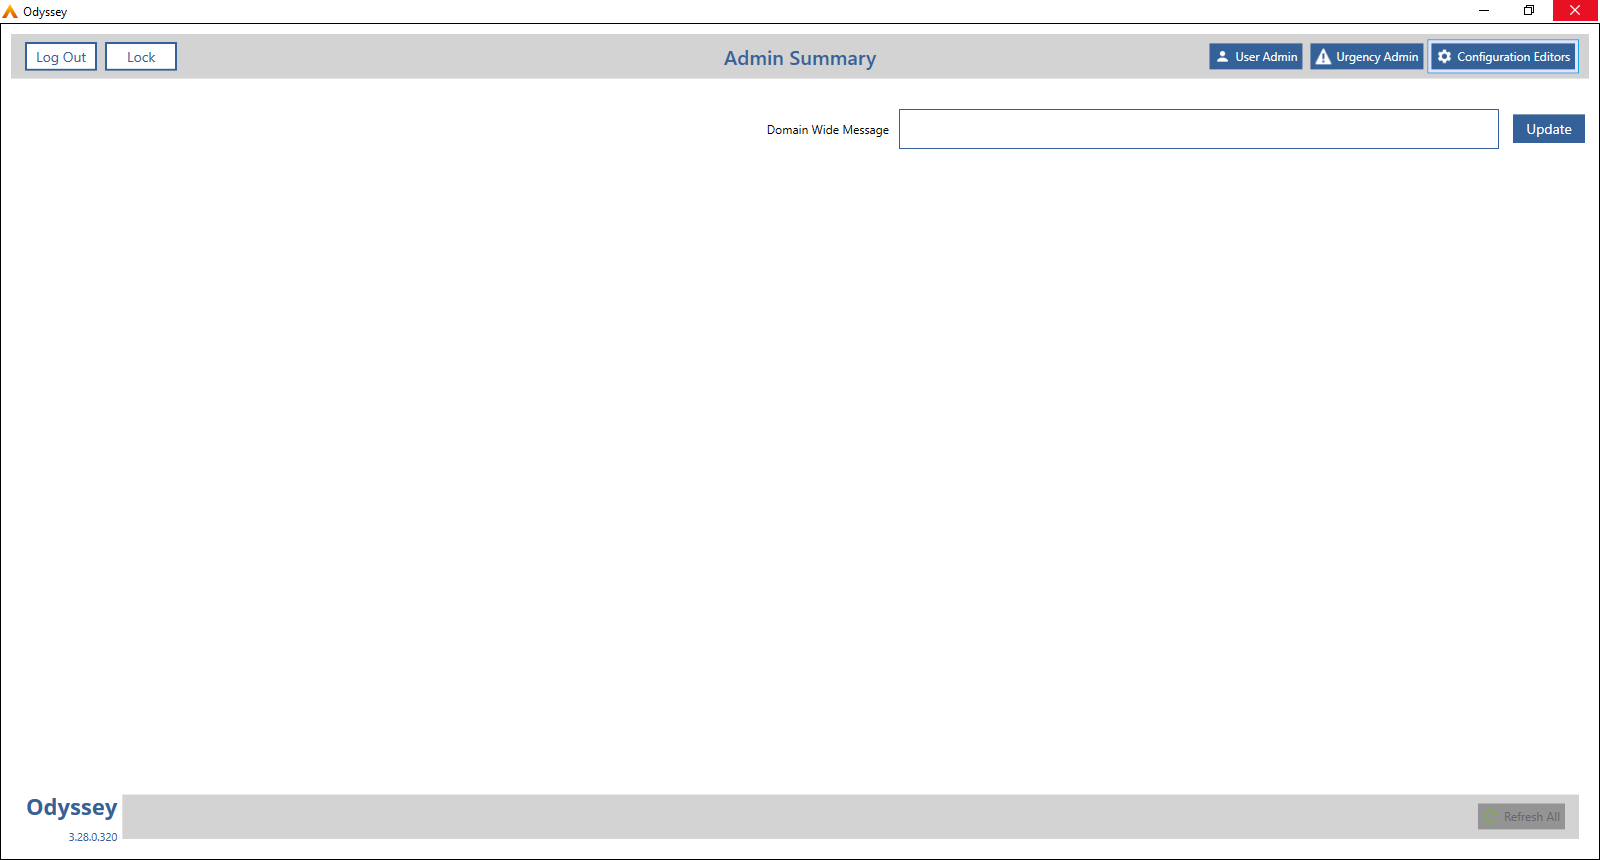 Odyssey
Log Out
Lock
Admin Summary
User Admin
Urgency Admin
Configuration Editors
Domain Wide Message
Update
Odyssey
3.28.0.320
Refresh All